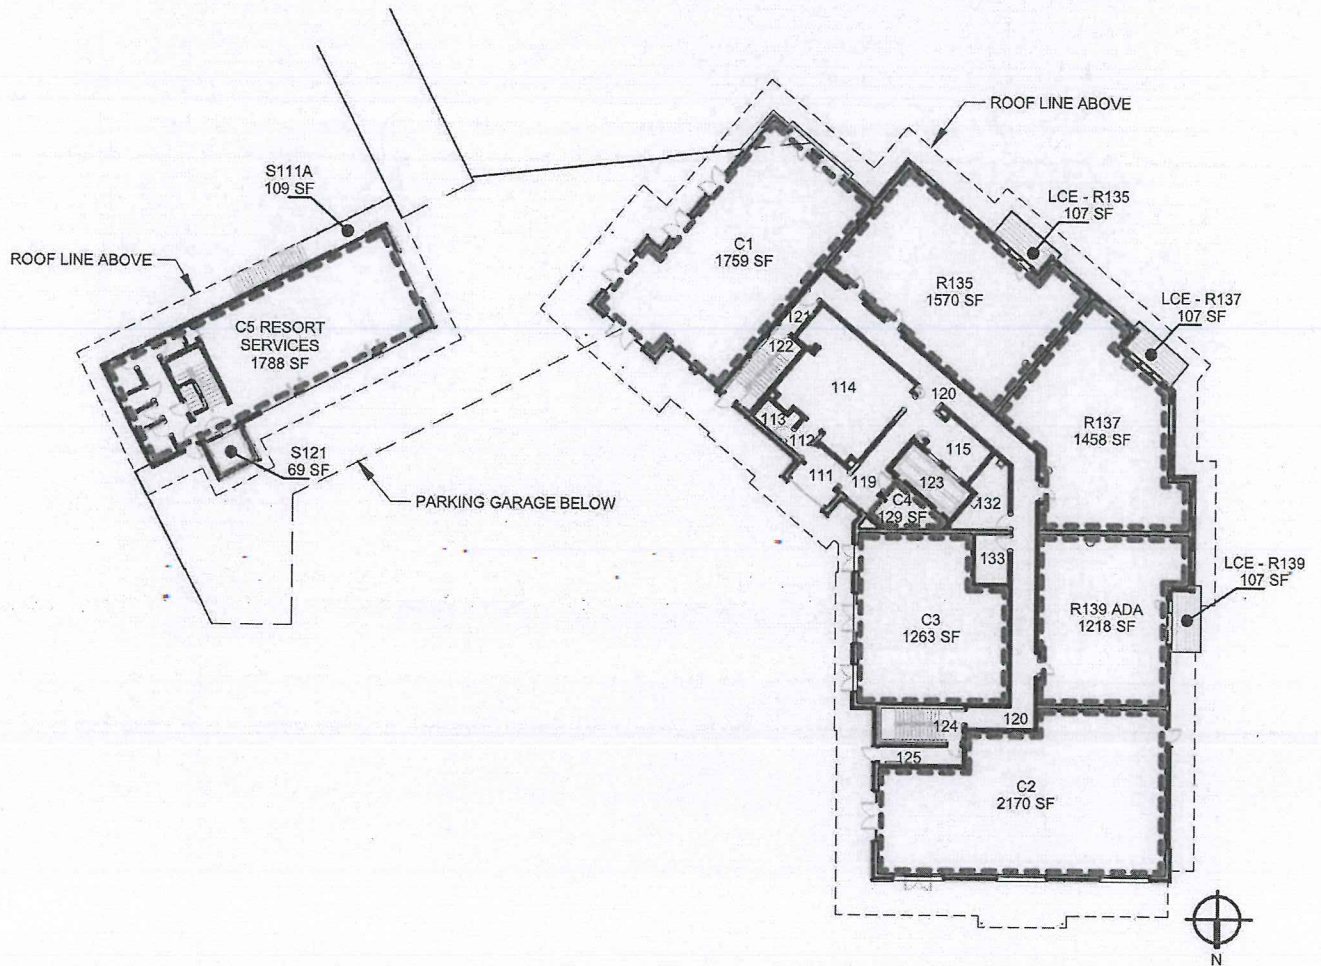 ROOF LINE ABOVE
S111A
109 SF
LCE - R135
107 SF
C1
1759 SF
ROOF LINE ABOVE
R135
1570 SF
LCE - R137
107 SF
C5 RESORT
SERVICES
1788 SF
121
122
114
120
113
112
R137
1458 SF
115
S121
69 SF
111
119
123
PARKING GARAGE BELOW
C4
129 SF
132
133
LCE - R139
107 SF
R139 ADA
1218 SF
C3
1263 SF
120
124
125
C2
2170 SF
N